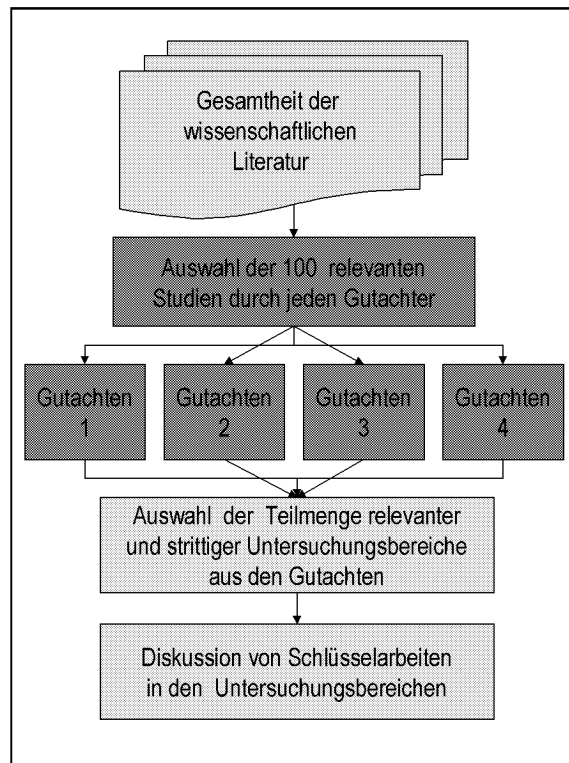 Gesamtheit der
wissenschaftlichen
Literatur
Auswahl der 100 relevanten
Studien durch jeden Gutachter
Gutachten
1
Gutachten
2
Gutachten
3
Gutachten
4
Auswahl der Teilmenge relevanter
und strittiger Untersuchungsbereiche
aus den Gutachten
Diskussion von Schlüsselarbeiten
in den Untersuchungsbereichen